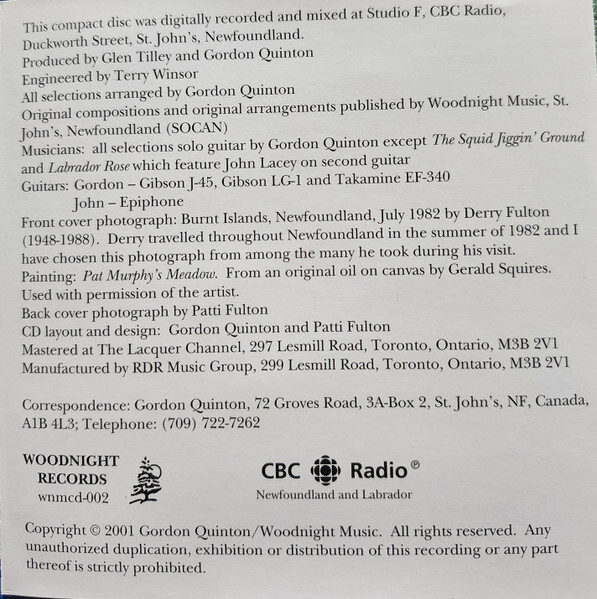 This compact disc was digitally recorded and mixed at Studio F, CBC Radio,
Duckworth Street, St. John's, Newfoundland.
Produced by Glen Tilley and Gordon Quinton
Engineered by Terry Winsor
All selections arranged by Gordon Quinton
Original compositions and original arrangements published by Woodnight Music, St.
John's, Newfoundland (SOCAN)
Musicians: all selections solo guitar by Gordon Quinton except The Squid Jiggin' Ground
and Labrador Rose which feature John Lacey on second guitar
Guitars: Gordon – Gibson J-45, Gibson LG-1 and Takamine EF-340
John – Epiphone
Front cover photograph: Burnt Islands, Newfoundland, July 1982 by Derry Fulton
(1948-1988). Derry travelled throughout Newfoundland in the summer of 1982 and I
have chosen this photograph from among the many he took during his visit.
Painting: Pat Murphy's Meadow. From an original oil on canvas by Gerald Squires.
Used with permission of the artist.
Back cover photograph by Patti Fulton
CD layout and design: Gordon Quinton and Patti Fulton
Mastered at The Lacquer Channel, 297 Lesmill Road, Toronto, Ontario, M3B 2V1
Manufactured by RDR Music Group, 299 Lesmill Road, Toronto, Ontario, M3B 2V1
Correspondence: Gordon Quinton, 72 Groves Road, 3A-Box 2, St. John's, NF, Canada,
A1B 4L3; Telephone: (709) 722-7262
WOODNIGHT
RECORDS
wnmcd-002
CBC Radio℗
Newfoundland and Labrador
Copyright © 2001 Gordon Quinton/Woodnight Music. All rights reserved. Any
unauthorized duplication, exhibition or distribution of this recording or any part
thereof is strictly prohibited.